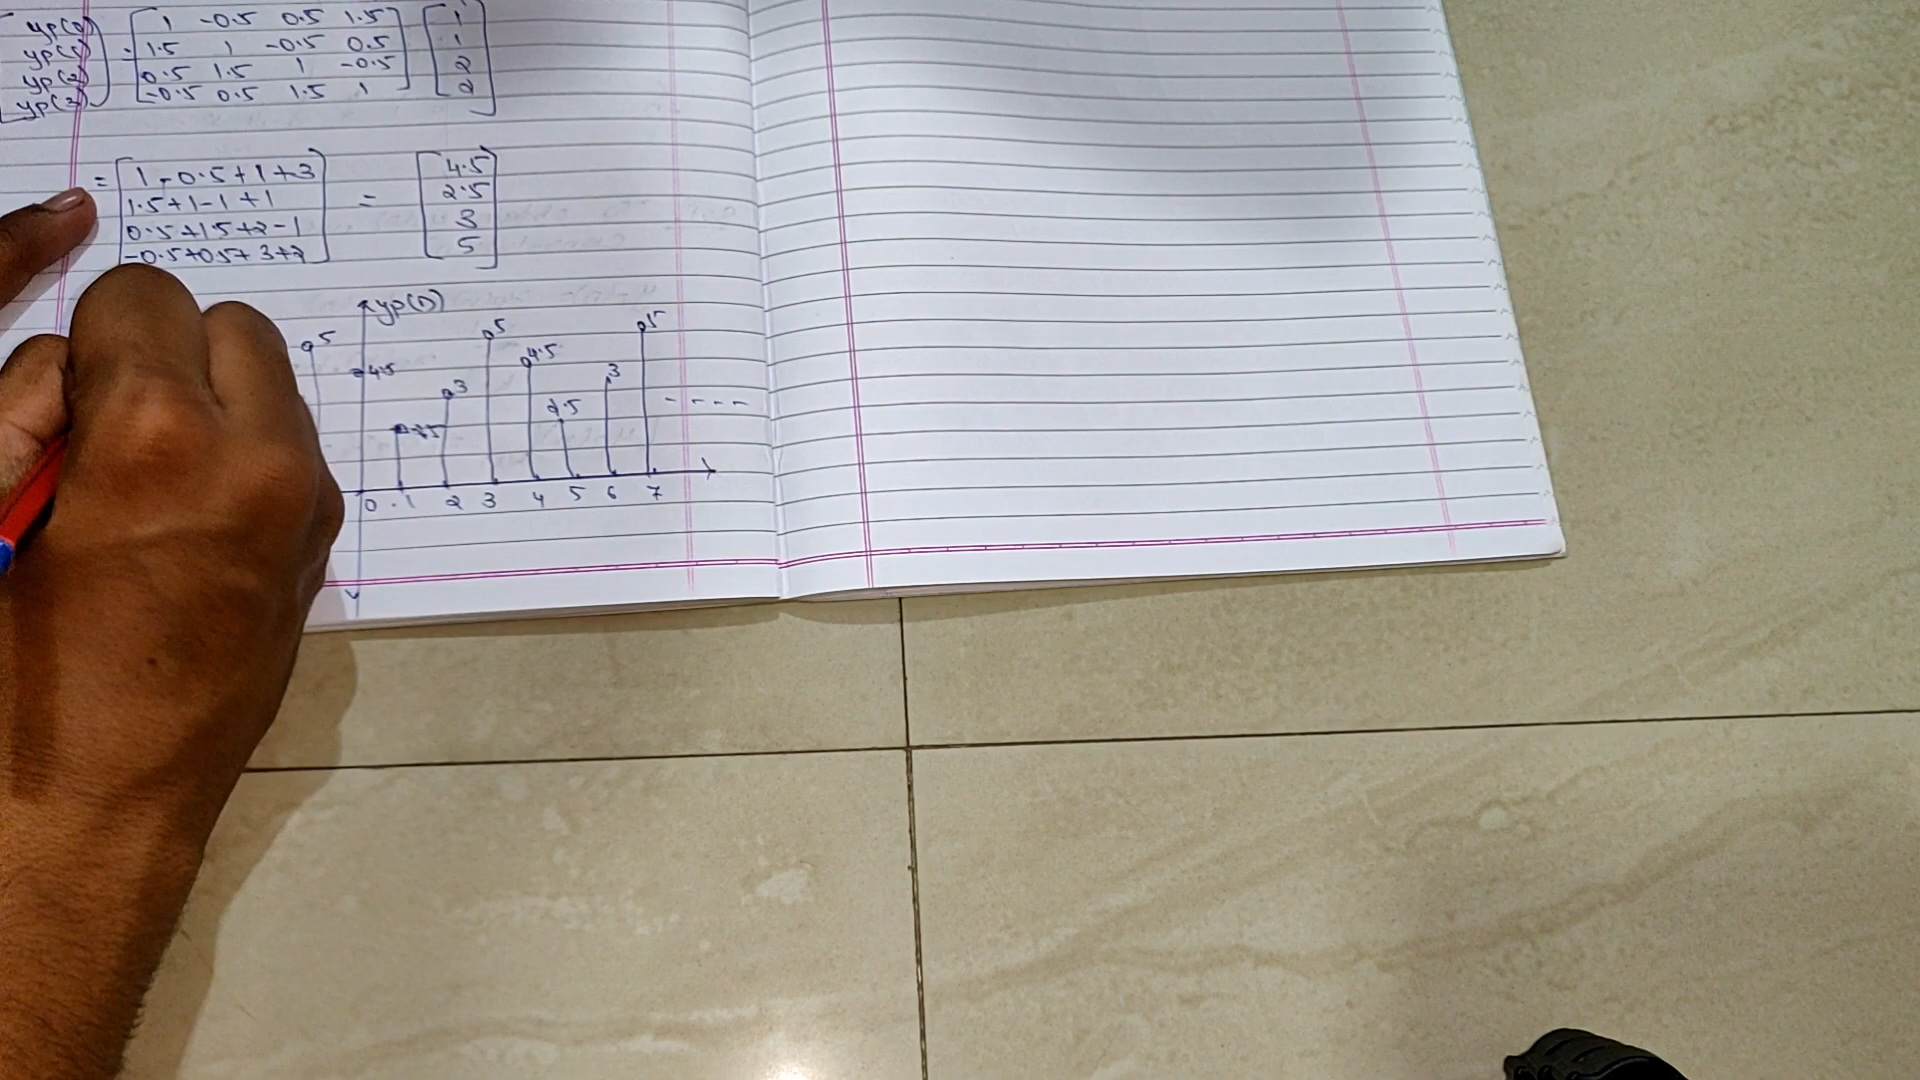 yp(0) 1 -0.5 0.5 1.5 1
yp(1) = 1.5 1 -0.5 0.5 1
yp(2) 0.5 1.5 1 -0.5 2
yp(3) -0.5 0.5 1.5 1 2
= 1-0.5+1+3 4.5
1.5+1-1+1 = 2.5
0.5+1.5+2-1 3
-0.5+0.5+3+2 5
yp(n)
5 4.5 2.5 3 5 4.5 2.5 3 5 ----
0 1 2 3 4 5 6 7